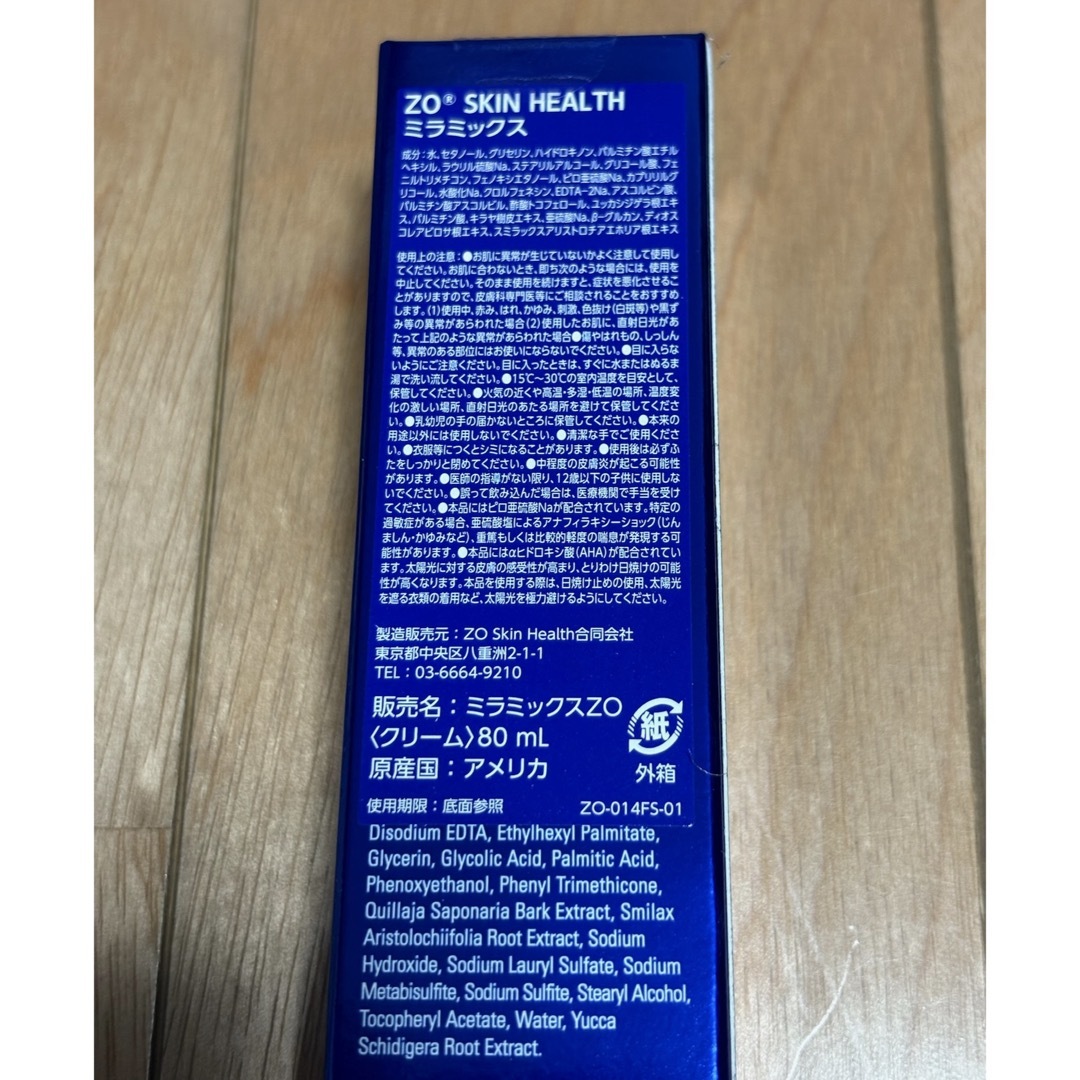 ZO® SKIN HEALTH
ミラミックス
成分：水、セタノール、グリセリン、ハイドロキノン、パルミチン酸エチル
ヘキシル、ラウリル硫酸Na、ステアリルアルコール、グリコール酸、フェ
ニルトリメチコン、フェノキシエタノール、ピロ亜硫酸Na、カプリリルグ
リコール、水酸化Na、クロルフェネシン、EDTA-2Na、アスコルビン酸、
パルミチン酸アスコルビル、酢酸トコフェロール、ユッカシジゲラ根エキ
ス、パルミチン酸、キラヤ樹皮エキス、亜硫酸Na、β-グルカン、ディオス
コレアビロサ根エキス、スミラックスアリストロチアエホリア根エキス
使用上の注意：●お肌に異常が生じていないかよく注意して使用し
てください。お肌に合わないとき、即ち次のような場合には、使用を
中止してください。そのまま使用を続けますと、症状を悪化させるこ
とがありますので、皮膚科専門医等にご相談されることをおすすめ
します。(1)使用中、赤み、はれ、かゆみ、刺激、色抜け(白斑等)や黒ず
み等の異常があらわれた場合(2)使用したお肌に、直射日光があ
たって上記のような異常があらわれた場合●傷やはれもの、しっしん
等、異常のある部位にはお使いにならないでください。●目に入らな
いようにご注意ください。目に入ったときは、すぐに水またはぬるま
湯で洗い流してください。●15℃〜30℃の室内温度を目安として、
保管してください。●火気の近くや高温・多湿・低温の場所、温度変
化の激しい場所、直射日光のあたる場所を避けて保管してくださ
い。●乳幼児の手の届かないところに保管してください。●本来の
用途以外には使用しないでください。●清潔な手でご使用くださ
い。●衣服等につくとシミになることがあります。●使用後は必ずふ
たをしっかりと閉めてください。●中程度の皮膚炎が起こる可能性
があります。●医師の指導がない限り、12歳以下の子供に使用しな
いでください。●誤って飲み込んだ場合は、医療機関で手当を受け
てください。●本品にはピロ亜硫酸Naが配合されています。特定の
過敏症がある場合、亜硫酸塩によるアナフィラキシーショック(じん
ましん・かゆみなど)、重篤もしくは比較的軽度の喘息が発現する可
能性があります。●本品にはαヒドロキシ酸(AHA)が配合されてい
ます。太陽光に対する皮膚の感受性が高まり、とりわけ日焼けの可能
性が高くなります。本品を使用する際は、日焼け止めの使用、太陽光
を遮る衣類の着用など、太陽光を極力避けるようにしてください。
製造販売元：ZO Skin Health合同会社
東京都中央区八重洲2-1-1
TEL：03-6664-9210
販売名：ミラミックスZO
〈クリーム〉80 mL
原産国：アメリカ
紙
外箱
使用期限：底面参照 ZO-014FS-01
Disodium EDTA, Ethylhexyl Palmitate,
Glycerin, Glycolic Acid, Palmitic Acid,
Phenoxyethanol, Phenyl Trimethicone,
Quillaja Saponaria Bark Extract, Smilax
Aristolochiifolia Root Extract, Sodium
Hydroxide, Sodium Lauryl Sulfate, Sodium
Metabisulfite, Sodium Sulfite, Stearyl Alcohol,
Tocopheryl Acetate, Water, Yucca
Schidigera Root Extract.